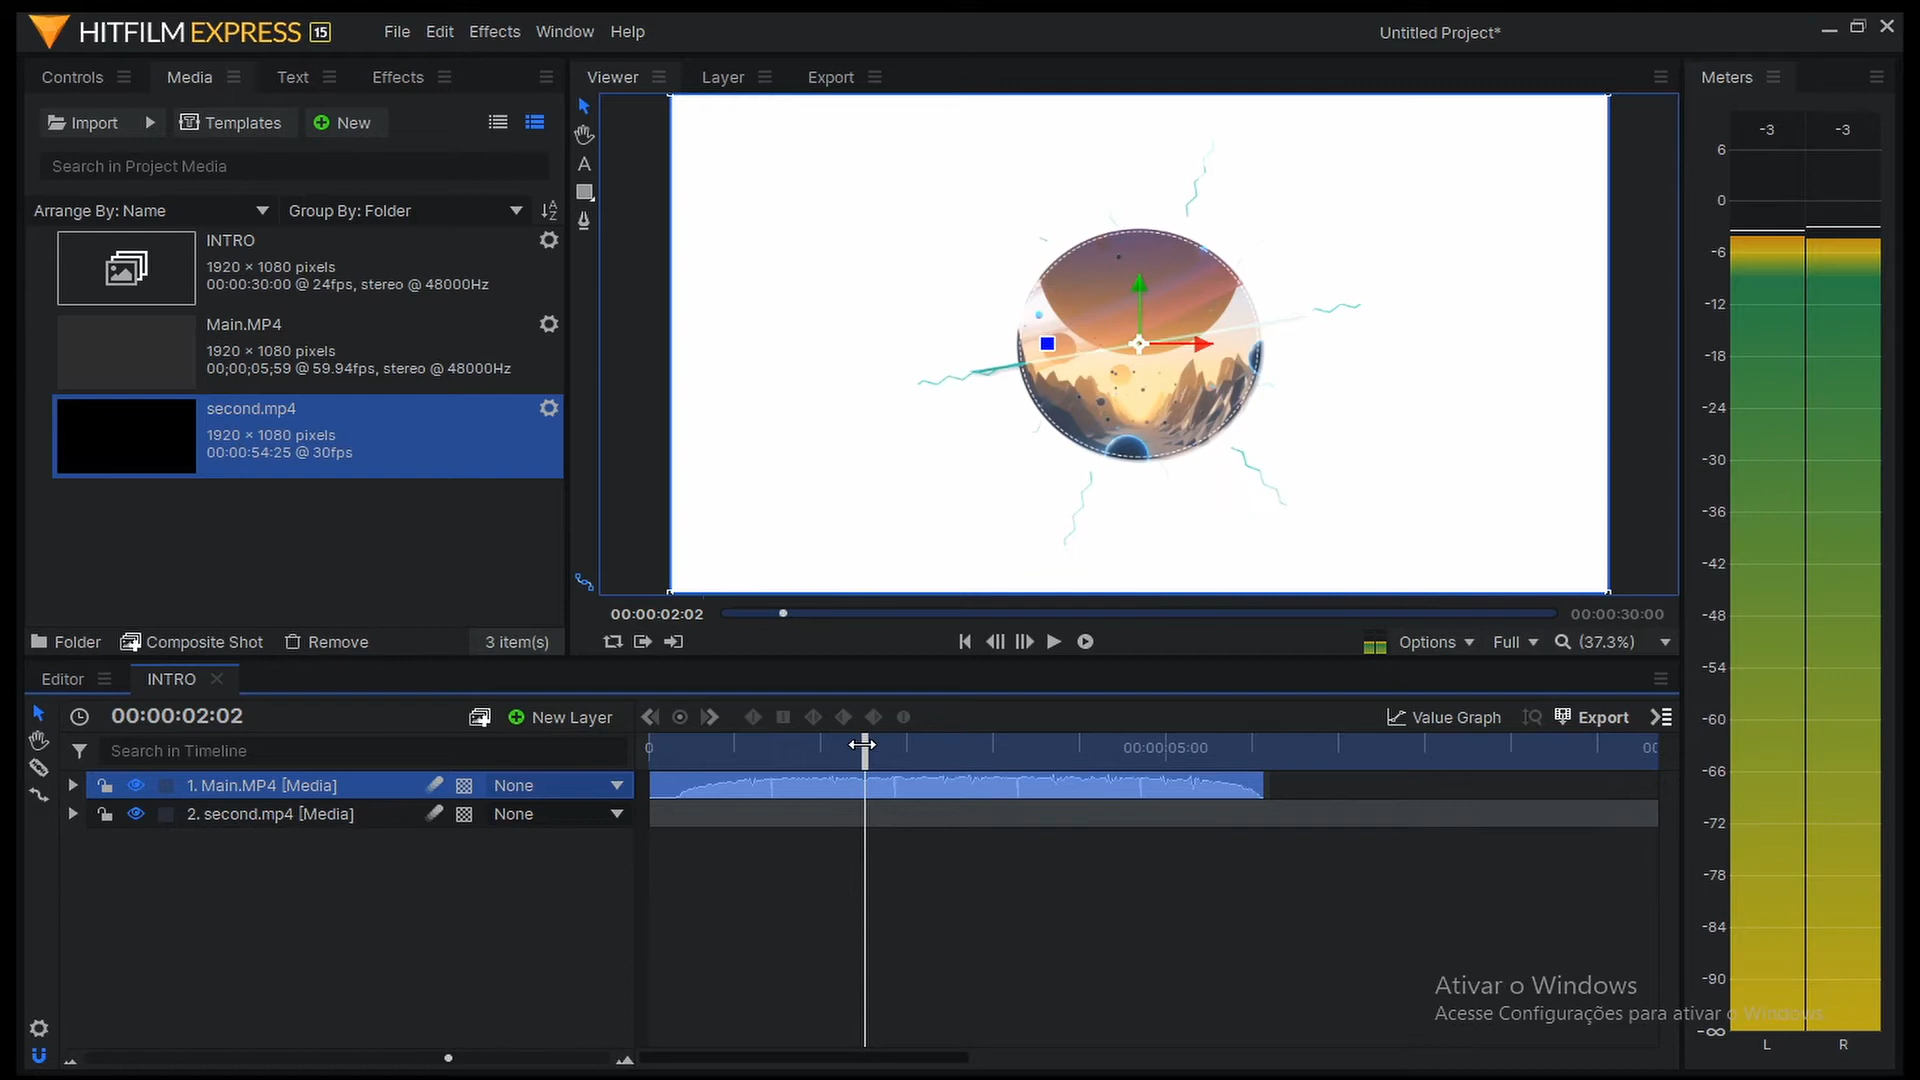 HITFILM EXPRESS 15
File Edit Effects Window Help
Untitled Project*
Controls Media Text Effects
Viewer Layer Export
Meters
Import Templates New
Search in Project Media
Arrange By: Name Group By: Folder
INTRO
1920 × 1080 pixels
00:00:30:00 @ 24fps, stereo @ 48000Hz
Main.MP4
1920 × 1080 pixels
00;00;05;59 @ 59.94fps, stereo @ 48000Hz
second.mp4
1920 × 1080 pixels
00:00:54:25 @ 30fps
Folder Composite Shot Remove 3 item(s)
A
00:00:02:02 00:00:30:00
Options Full (37.3%)
-3 -3
6
0
-6
-12
-18
-24
-30
-36
-42
-48
-54
-60
-66
-72
-78
-84
-90
-∞
L R
Editor INTRO
00:00:02:02 New Layer
Value Graph Export
Search in Timeline
0 00:00:05:00 00
1. Main.MP4 [Media] None
2. second.mp4 [Media] None
Ativar o Windows
Acesse Configurações para ativar o Windows.